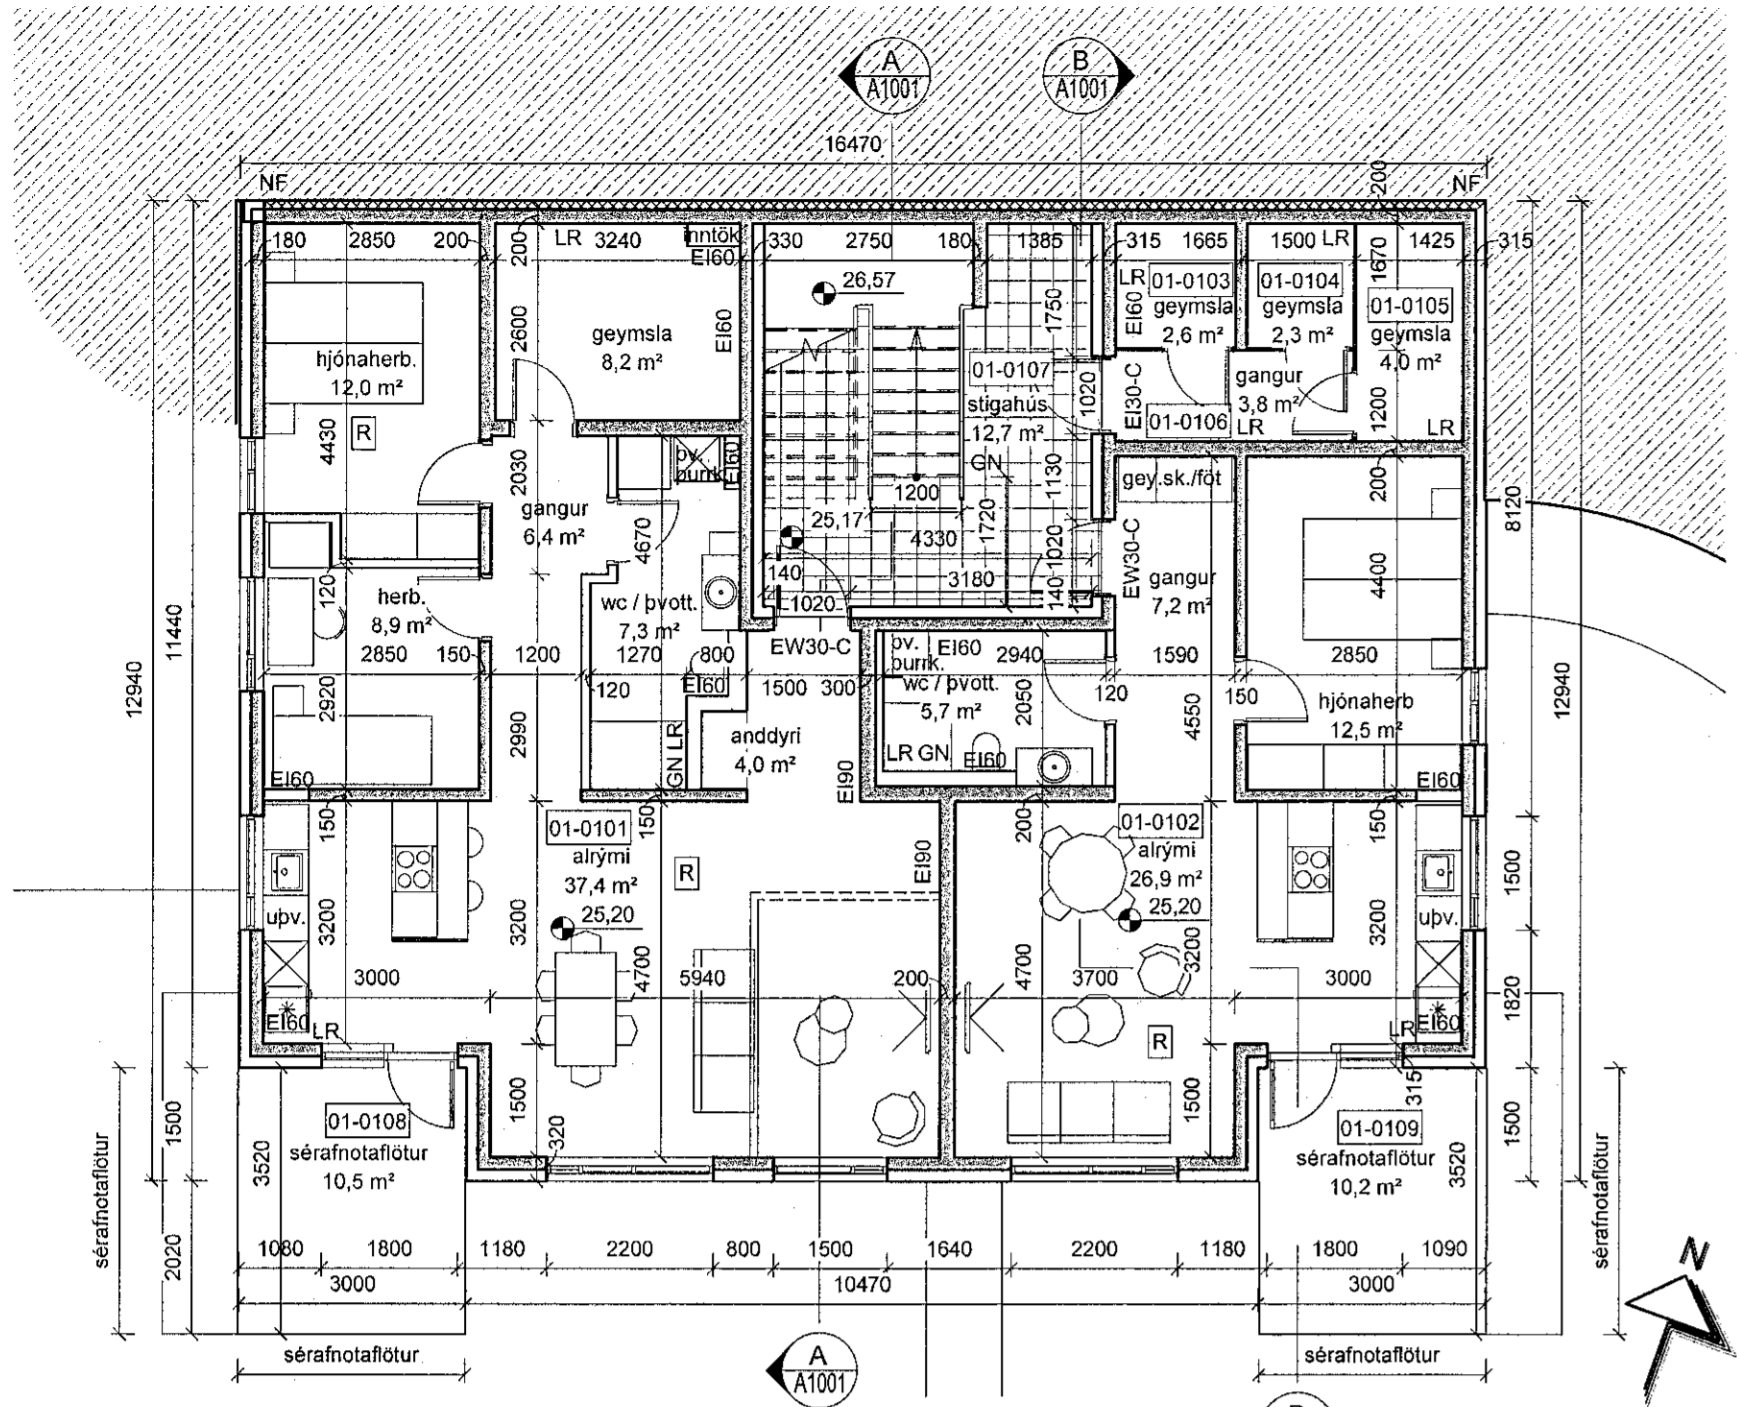 A
A1001
B
A1001
16470
NF
NF
200
180
2850
200
LR
3240
inntök
EI60
330
2750
180
1385
315
1665
1500
LR
1425
315
200
1670
26,57
LR
EI60
01-0103
geymsla
2,6 m²
01-0104
geymsla
2,3 m²
01-0105
geymsla
4,0 m²
hjónaherb.
12,0 m²
R
4430
2600
geymsla
8,2 m²
EI60
1750
01-0107
stigahús
12,7 m²
GN
1020
EI30-C
gangur
3,8 m²
01-0106
LR
1200
LR
2030
þv.
þurrk.
EI60
gangur
6,4 m²
4670
1200
25,17
4330
1720
1130
gey.sk./föt
200
8120
140
3180
1020
1020
140
EW30-C
gangur
7,2 m²
4400
120
herb.
8,9 m²
wc / þvott.
7,3 m²
11440
12940
2850
150
1200
1270
800
EW30-C
þv.
þurrk.
EI60
2940
1590
2850
12940
120
EI60
1500
300
wc / þvott.
5,7 m²
2050
120
150
4550
hjónaherb
12,5 m²
2920
2990
anddyri
4,0 m²
GN LR
EI90
LR GN
EI60
EI60
EI60
150
01-0101
alrými
37,4 m²
25,20
150
R
EI90
200
01-0102
alrými
26,9 m²
25,20
150
1500
uþv.
3200
3200
4700
4700
3200
3200
uþv.
3000
5940
200
3700
3000
1820
EI60
LR
R
LR
EI60
315
1500
1500
320
1500
1500
01-0108
sérafnotaflötur
10,5 m²
3520
01-0109
sérafnotaflötur
10,2 m²
3520
sérafnotaflötur
sérafnotaflötur
2020
1080
1800
1180
2200
800
1500
1640
2200
1180
1800
1090
3000
10470
3000
N
sérafnotaflötur
sérafnotaflötur
A
A1001